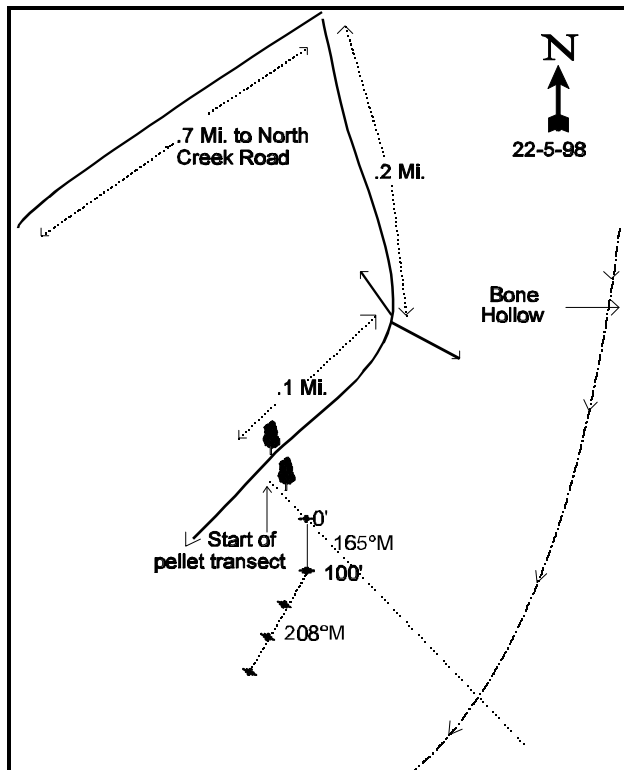 N
22-5-98
.7 Mi. to North
Creek Road
.2 Mi.
Bone
Hollow
.1 Mi.
0'
Start of
pellet transect
165°M
100'
208°M